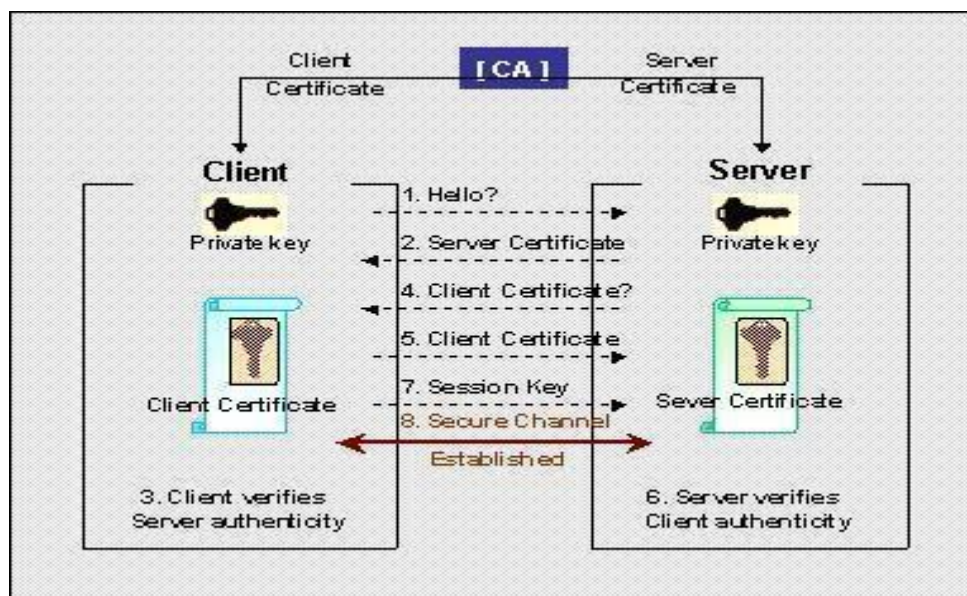 Client
Certificate
[ CA ]
Server
Certificate
Client
Server
Private key
Private key
1. Hello?
2. Server Certificate
4. Client Certificate?
5. Client Certificate
7. Session Key
8. Secure Channel
Established
Client Certificate
Sever Certificate
3. Client verifies
Server authenticity
6. Server verifies
Client authenticity